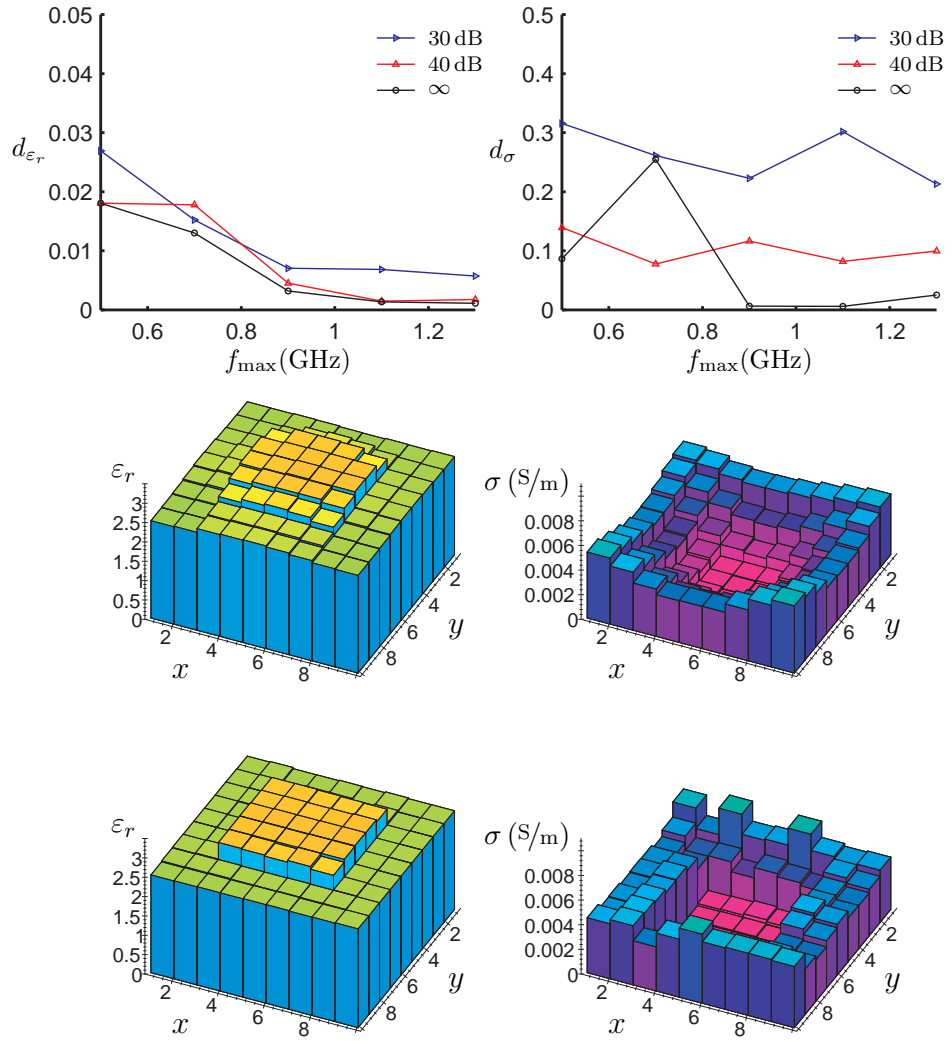 0.05
0.04
0.03
0.02
0.01
0
d_{ε_r}
30 dB
40 dB
∞
0.6 0.8 1 1.2
f_max(GHz)
0.5
0.4
0.3
0.2
0.1
0
d_σ
30 dB
40 dB
∞
0.6 0.8 1 1.2
f_max(GHz)
ε_r
3
2.5
2
1.5
1
0.5
0
2 4 6 8
x
2
4
6
8
y
σ (S/m)
0.008
0.006
0.004
0.002
0
2 4 6 8
x
2
4
6
8
y
ε_r
3
2.5
2
1.5
1
0.5
0
2 4 6 8
x
2
4
6
8
y
σ (S/m)
0.008
0.006
0.004
0.002
0
2 4 6 8
x
2
4
6
8
y